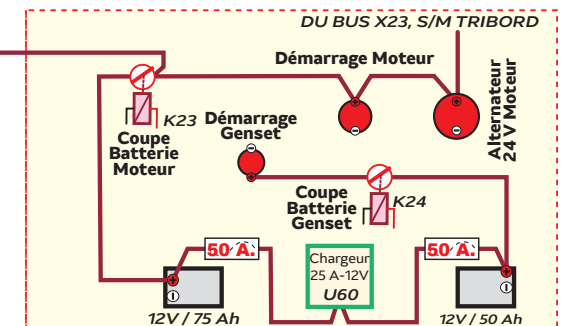 DU BUS X23, S/M TRIBORD
Démarrage Moteur
Alternateur
24 V Moteur
K23
Coupe
Batterie
Moteur
Démarrage
Genset
Coupe
Batterie
Genset
K24
50 A.
Chargeur
25 A-12V
U60
50 A.
12V / 75 Ah
12V / 50 Ah